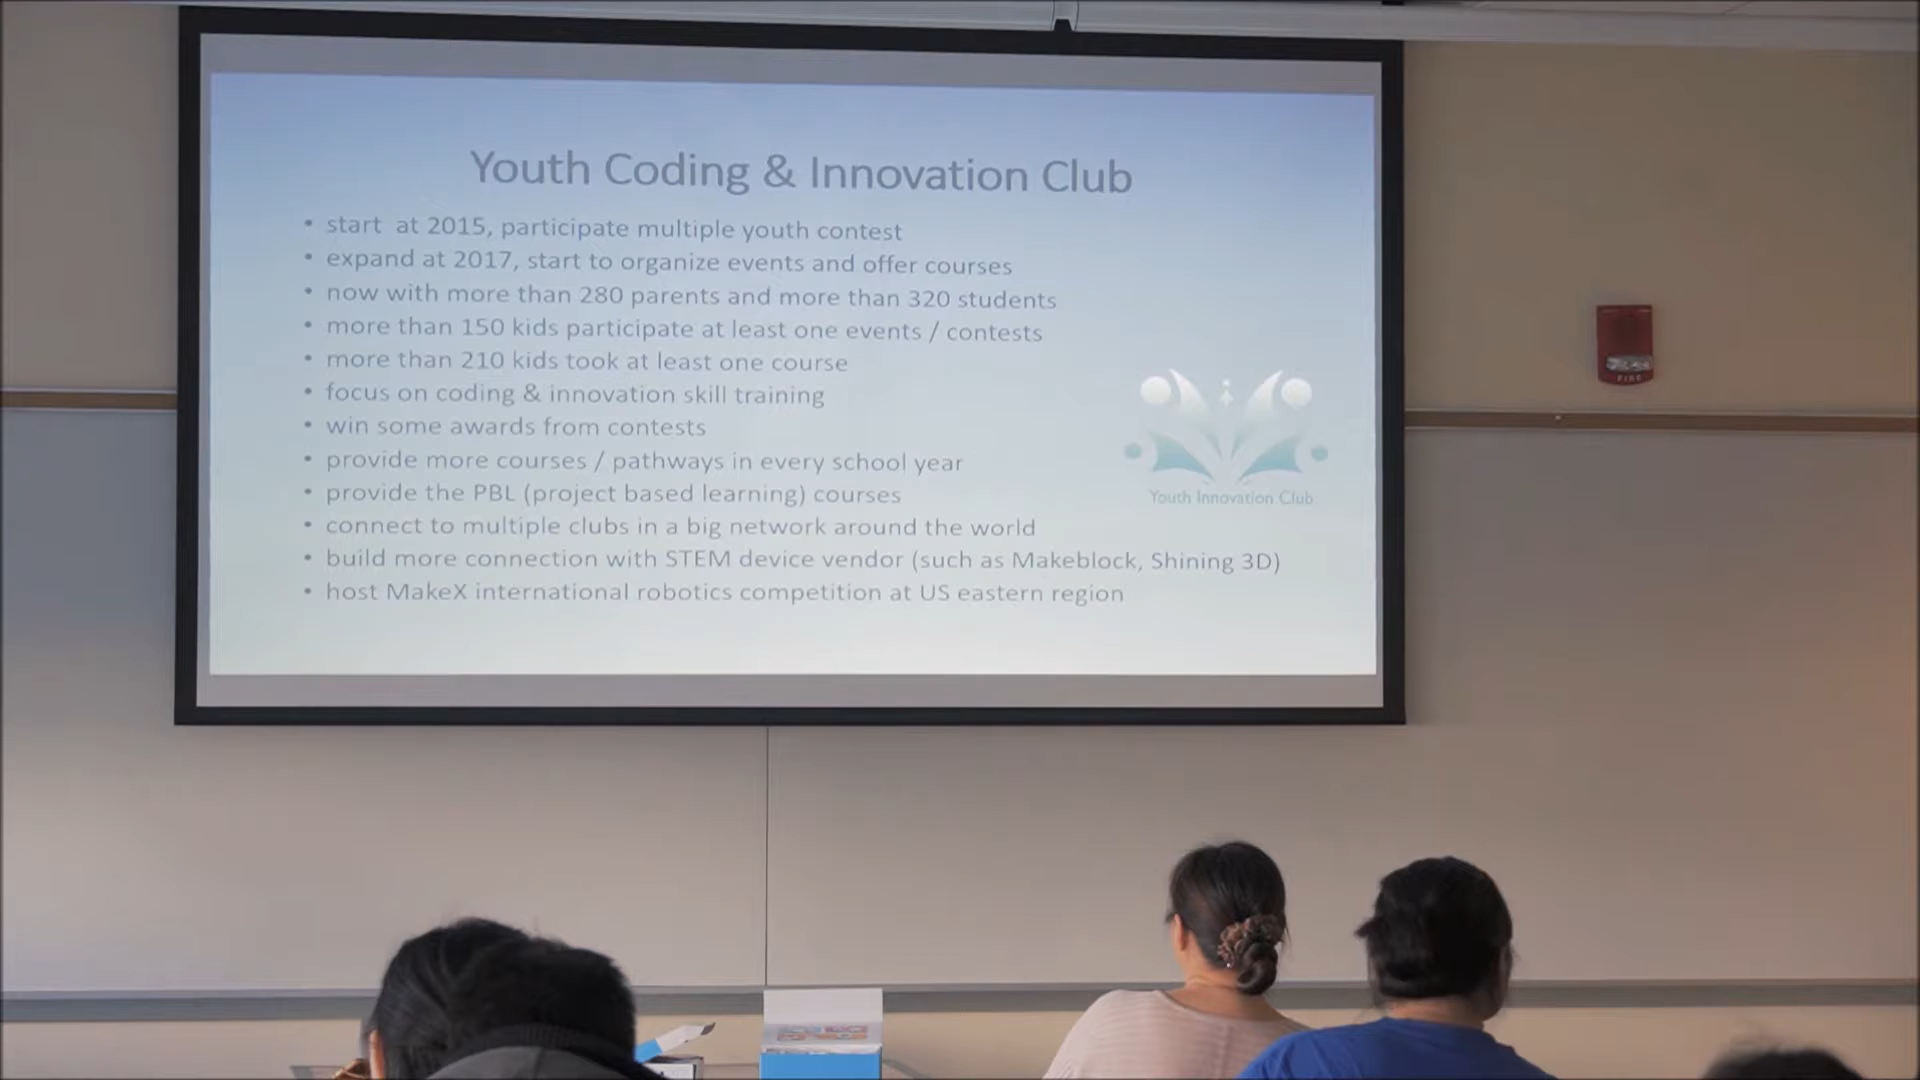 Youth Coding & Innovation Club
• start at 2015, participate multiple youth contest
• expand at 2017, start to organize events and offer courses
• now with more than 280 parents and more than 320 students
• more than 150 kids participate at least one events / contests
• more than 210 kids took at least one course
• focus on coding & innovation skill training
• win some awards from contests
• provide more courses / pathways in every school year
• provide the PBL (project based learning) courses
• connect to multiple clubs in a big network around the world
• build more connection with STEM device vendor (such as Makeblock, Shining 3D)
• host MakeX international robotics competition at US eastern region
Youth Innovation Club
FIRE